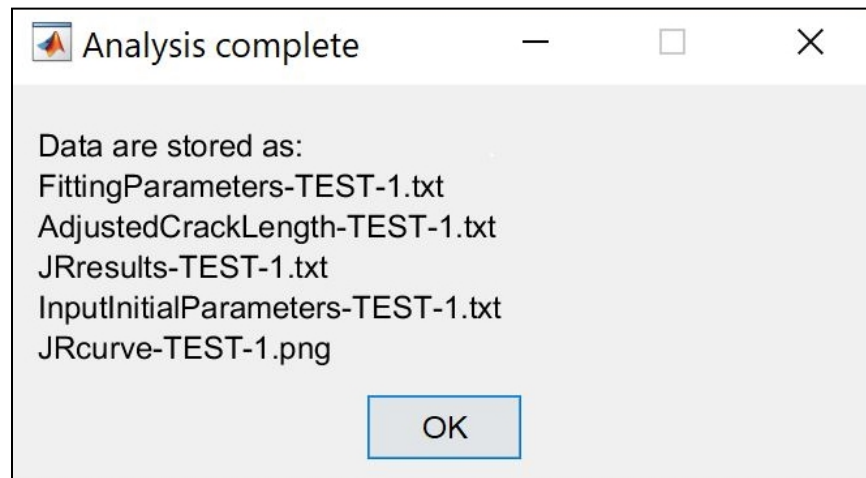 Analysis complete
Data are stored as:
FittingParameters-TEST-1.txt
AdjustedCrackLength-TEST-1.txt
JRresults-TEST-1.txt
InputInitialParameters-TEST-1.txt
JRcurve-TEST-1.png
OK